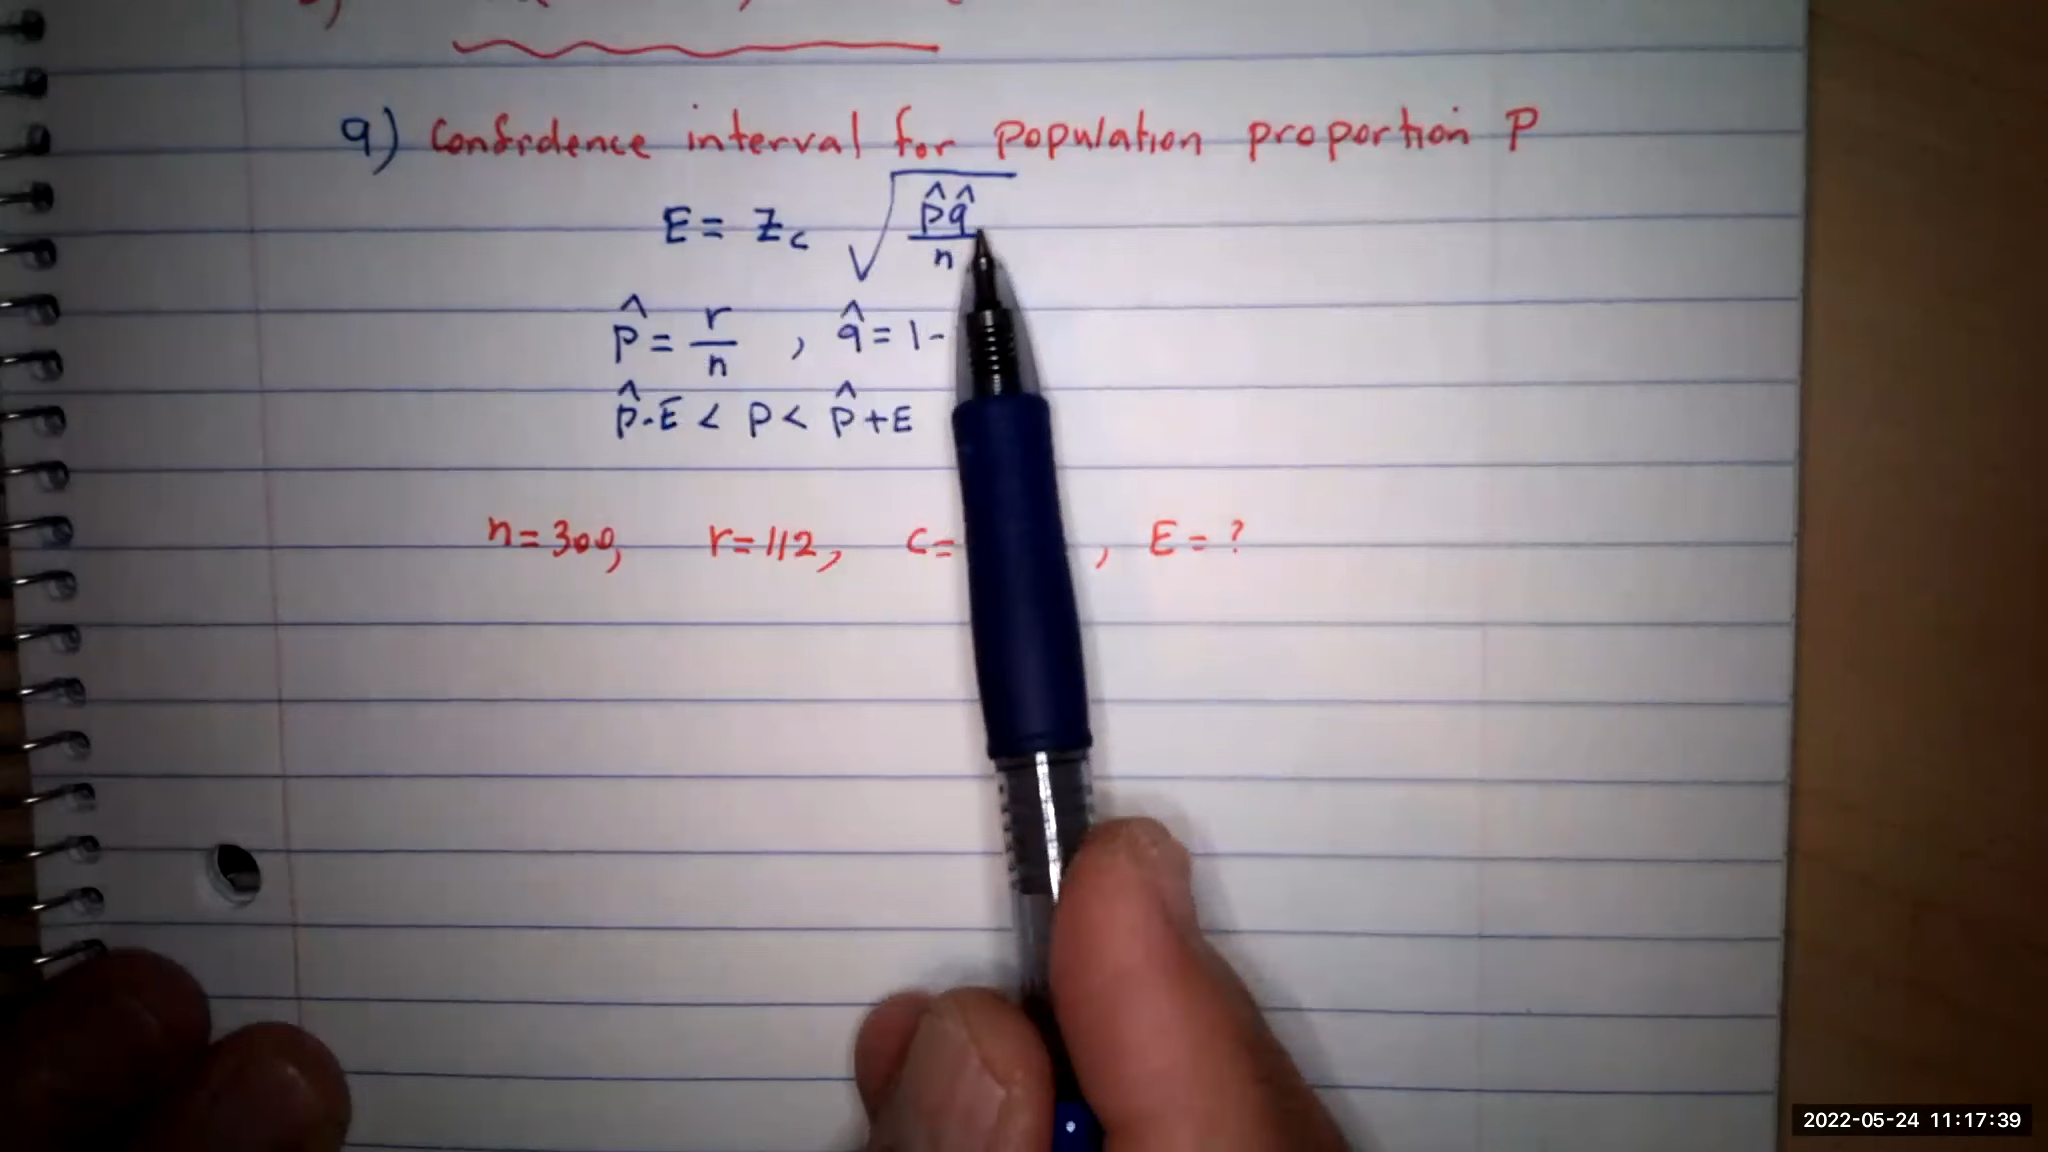 9) Confidence interval for population proportion P
E = Zc √(p̂q̂/n)
p̂ = r/n , q̂ = 1-
p̂-E < P < p̂+E
n=300, r=112, c= , E=?
2022-05-24 11:17:39